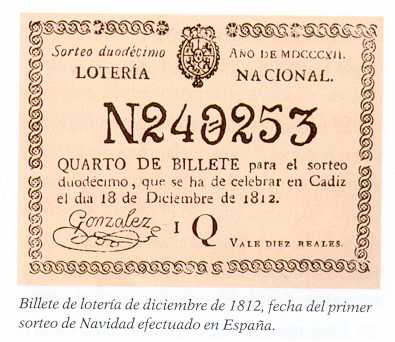 Sorteo duodécimo AÑO DE MDCCCXII.
LOTERÍA NACIONAL.
N240253
QUARTO DE BILLETE para el sorteo
duodecimo, que se ha de celebrar en Cadiz
el dia 18 de Diciembre de 1812.
Gonzalez 1 Q VALE DIEZ REALES.
Billete de lotería de diciembre de 1812, fecha del primer
sorteo de Navidad efectuado en España.